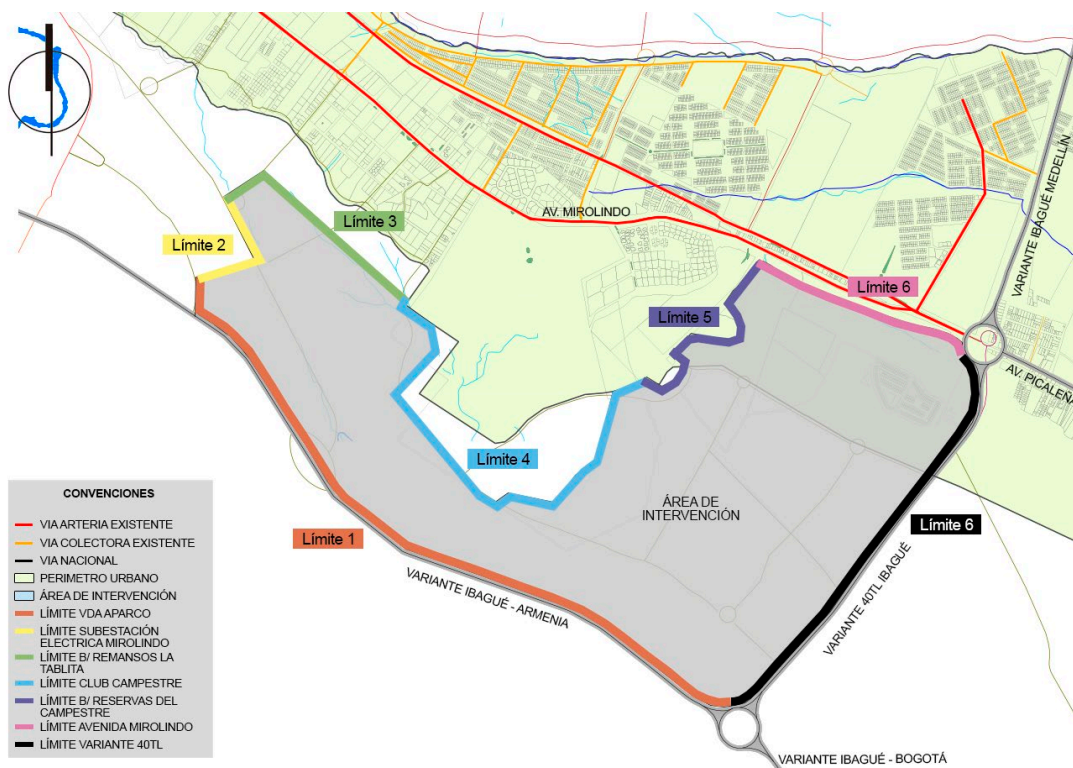 Límite 3
Límite 2
AV. MIROLINDO
VARIANTE IBAGUÉ MEDELLÍN
Límite 6
Límite 5
AV. PICALEÑA
Límite 4
ÁREA DE
INTERVENCIÓN
Límite 6
Límite 1
VARIANTE IBAGUÉ - ARMENIA
VARIANTE 40TL IBAGUÉ
VARIANTE IBAGUÉ - BOGOTÁ
CONVENCIONES
VIA ARTERIA EXISTENTE
VIA COLECTORA EXISTENTE
VIA NACIONAL
PERIMETRO URBANO
ÁREA DE INTERVENCIÓN
LÍMITE VDA APARCO
LÍMITE SUBESTACIÓN
ELECTRICA MIROLINDO
LÍMITE B/ REMANSOS LA
TABLITA
LÍMITE CLUB CAMPESTRE
LÍMITE B/ RESERVAS DEL
CAMPESTRE
LÍMITE AVENIDA MIROLINDO
LÍMITE VARIANTE 40TL